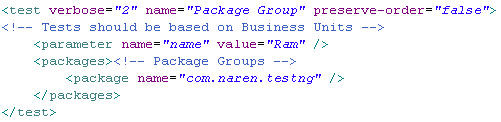 <test verbose="2" name="Package Group" preserve-order="false">
<!-- Tests should be based on Business Units -->
<parameter name="name" value="Ram" />
<packages><!-- Package Groups -->
<package name="com.naren.testng" />
</packages>
</test>